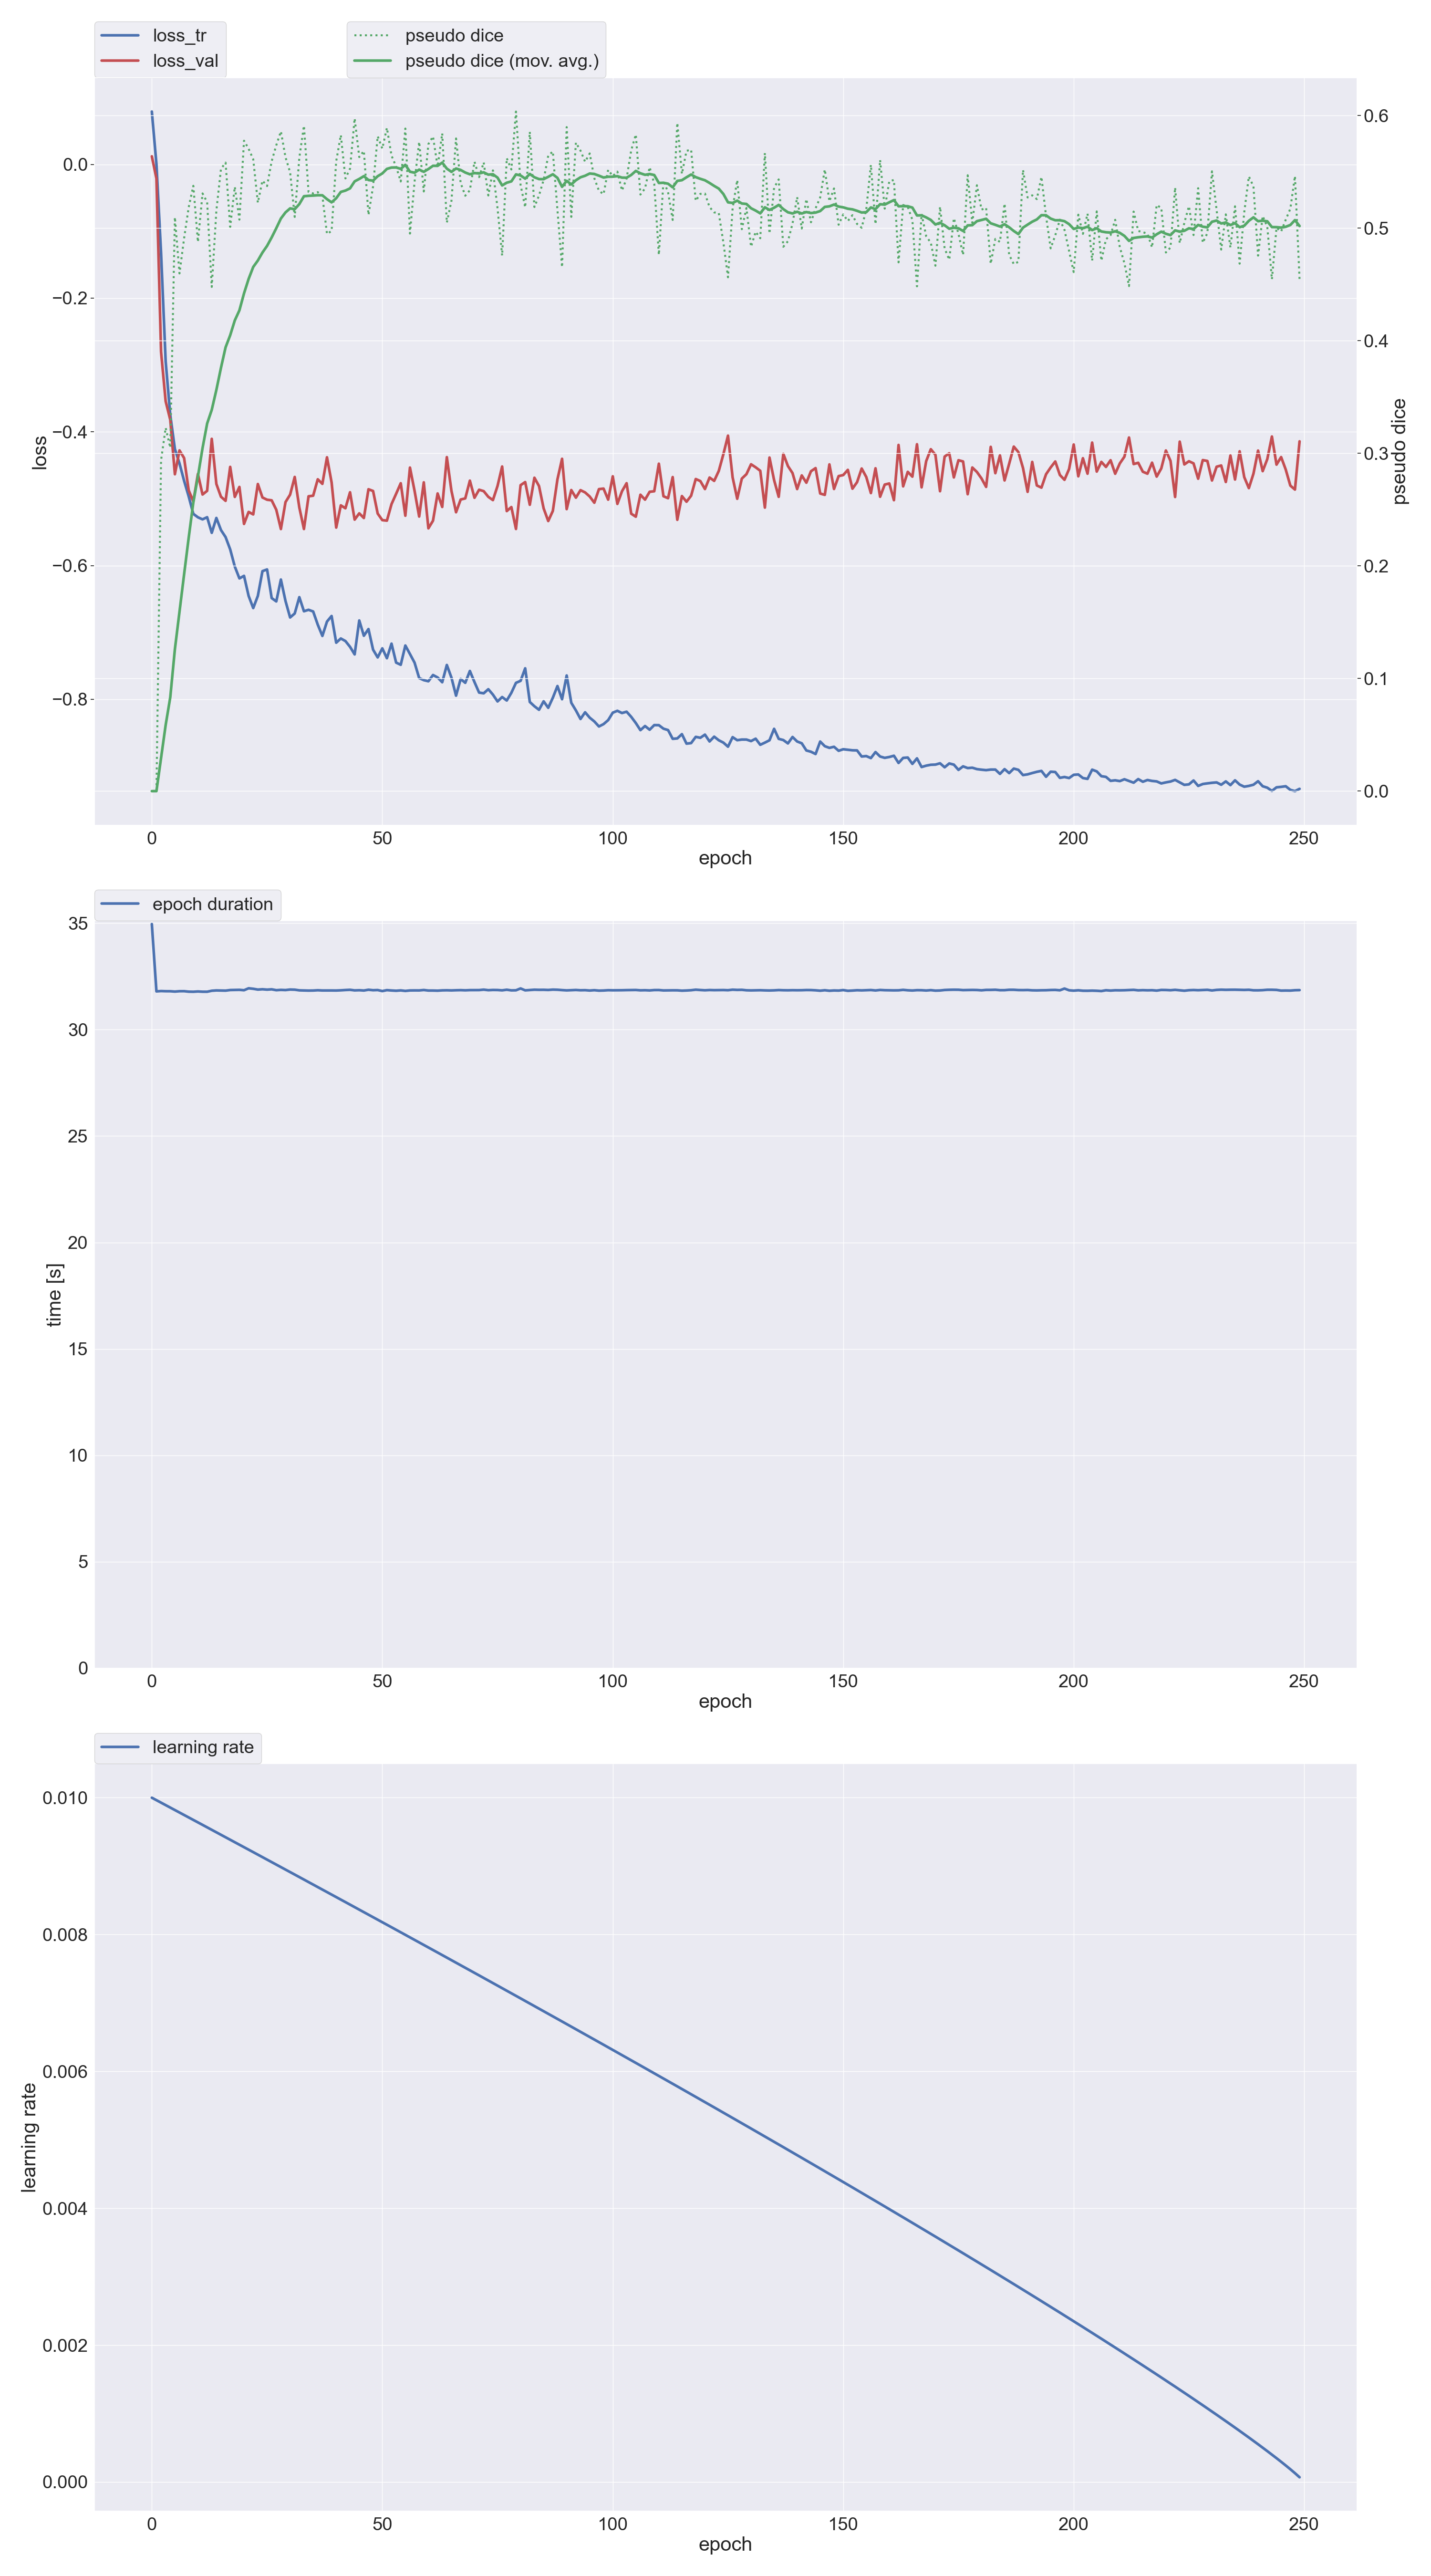 loss_tr
loss_val
pseudo dice
pseudo dice (mov. avg.)
0.0
−0.2
−0.4
−0.6
−0.8
loss
0.6
0.5
0.4
0.3
0.2
0.1
0.0
pseudo dice
0 50 100 150 200 250
epoch
epoch duration
35
30
25
20
15
10
5
0
time [s]
0 50 100 150 200 250
epoch
learning rate
0.010
0.008
0.006
0.004
0.002
0.000
learning rate
0 50 100 150 200 250
epoch